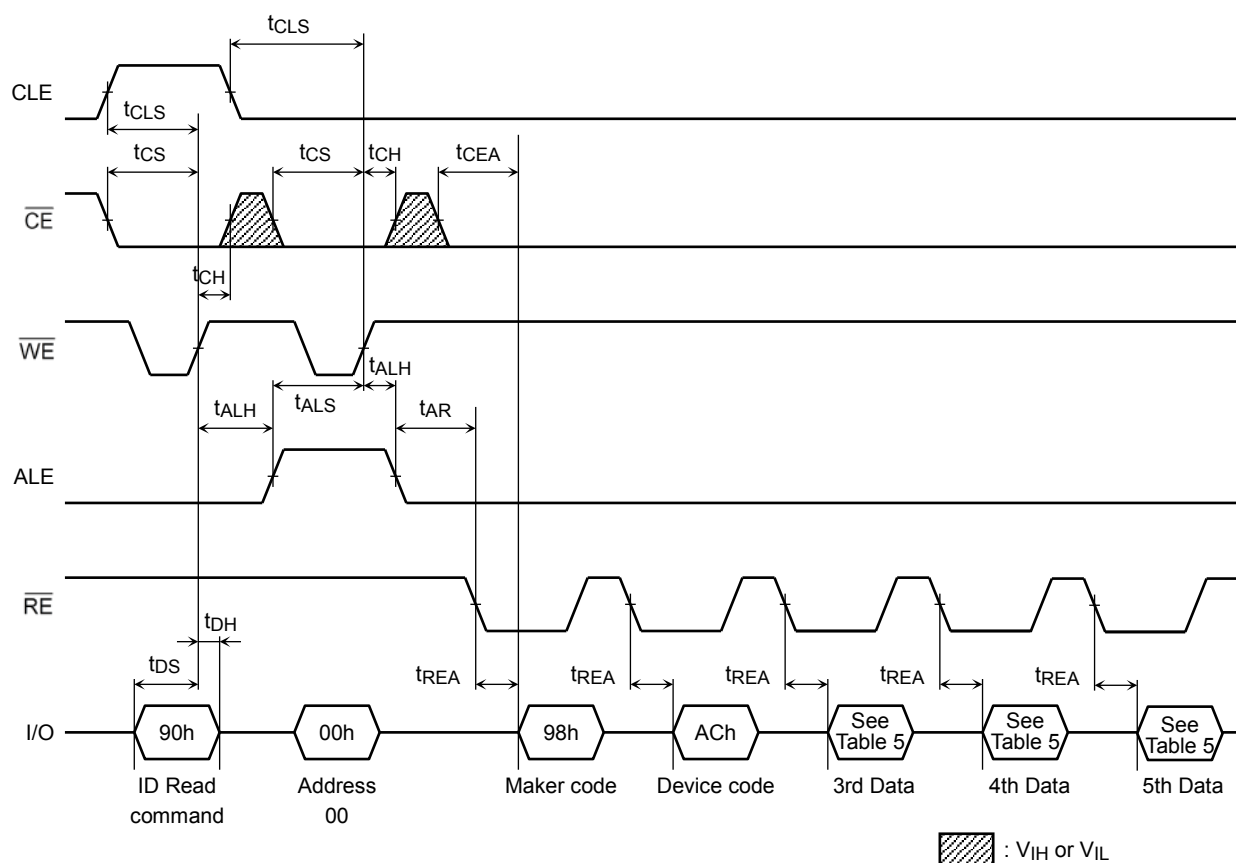 tCLS
CLE
tCLS
tCS
tCS
tCH
tCEA
CE
tCH
WE
tALH
tALH
tALS
tAR
ALE
RE
tDH
tDS
tREA
tREA
tREA
tREA
tREA
I/O
90h
00h
98h
ACh
See
Table 5
See
Table 5
See
Table 5
ID Read
command
Address
00
Maker code
Device code
3rd Data
4th Data
5th Data
: VIH or VIL